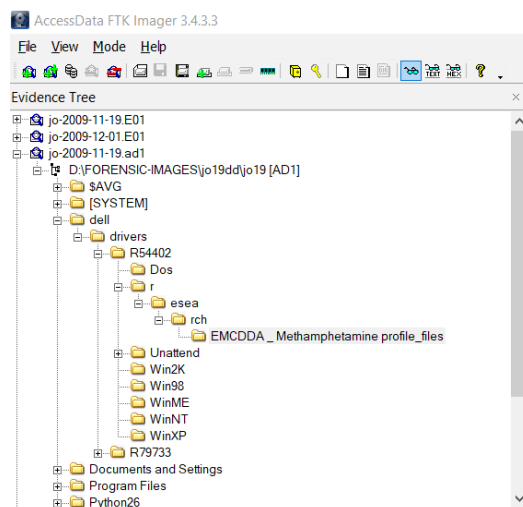 AccessData FTK Imager 3.4.3.3
File View Mode Help
TEXT HEX
Evidence Tree
jo-2009-11-19.E01
jo-2009-12-01.E01
jo-2009-11-19.ad1
D:\FORENSIC-IMAGES\jo19dd\jo19 [AD1]
$AVG
[SYSTEM]
dell
drivers
R54402
Dos
r
esea
rch
EMCDDA _ Methamphetamine profile_files
Unattend
Win2K
Win98
WinME
WinNT
WinXP
R79733
Documents and Settings
Program Files
Python26